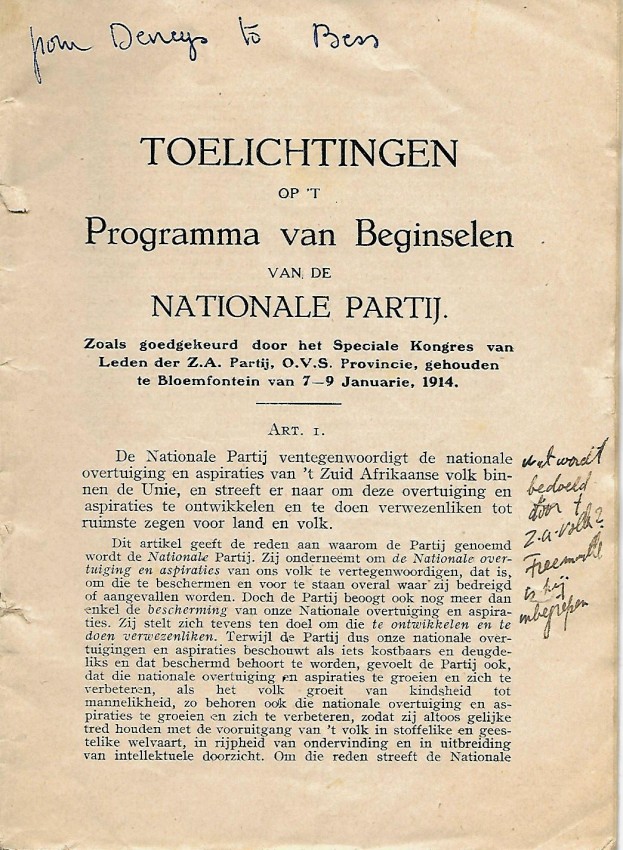 from Deneys to Bess
TOELICHTINGEN
OP 'T
Programma van Beginselen
VAN DE
NATIONALE PARTIJ.
Zoals goedgekeurd door het Speciale Kongres van
Leden der Z.A. Partij, O.V.S. Provincie, gehouden
te Bloemfontein van 7—9 Januarie, 1914.
ART. 1.
De Nationale Partij ventegenwoordigt de nationale
overtuiging en aspiraties van 't Zuid Afrikaanse volk bin-
nen de Unie, en streeft er naar om deze overtuiging en
aspiraties te ontwikkelen en te doen verwezenliken tot
ruimste zegen voor land en volk.
Dit artikel geeft de reden aan waarom de Partij genoemd
wordt de Nationale Partij. Zij onderneemt om de Nationale over-
tuiging en aspiraties van ons volk te vertegenwoordigen, dat is,
om die te beschermen en voor te staan overal waar zij bedreigd
of aangevallen worden. Doch de Partij beoogt ook nog meer dan
enkel de bescherming van onze Nationale overtuiging en aspira-
ties. Zij stelt zich tevens ten doel om die te ontwikkelen en te
doen verwezenliken. Terwijl de Partij dus onze nationale over-
tuigingen en aspiraties beschouwt als iets kostbaars en deugde-
liks en dat beschermd behoort te worden, gevoelt de Partij ook,
dat die nationale overtuiging en aspiraties te groeien en zich te
verbeteren, als het volk groeit van kindsheid tot
mannelikheid, zo behoren ook die nationale overtuiging en as-
piraties te groeien en zich te verbeteren, zodat zij altoos gelijke
tred houden met de vooruitgang van 't volk in stoffelike en gees-
telike welvaart, in rijpheid van ondervinding en in uitbreiding
van intellektuele doorzicht. Om die reden streeft de Nationale
wat wordt
bedoeld
door 't
Z.A. volk?
is hij
inbegrepen